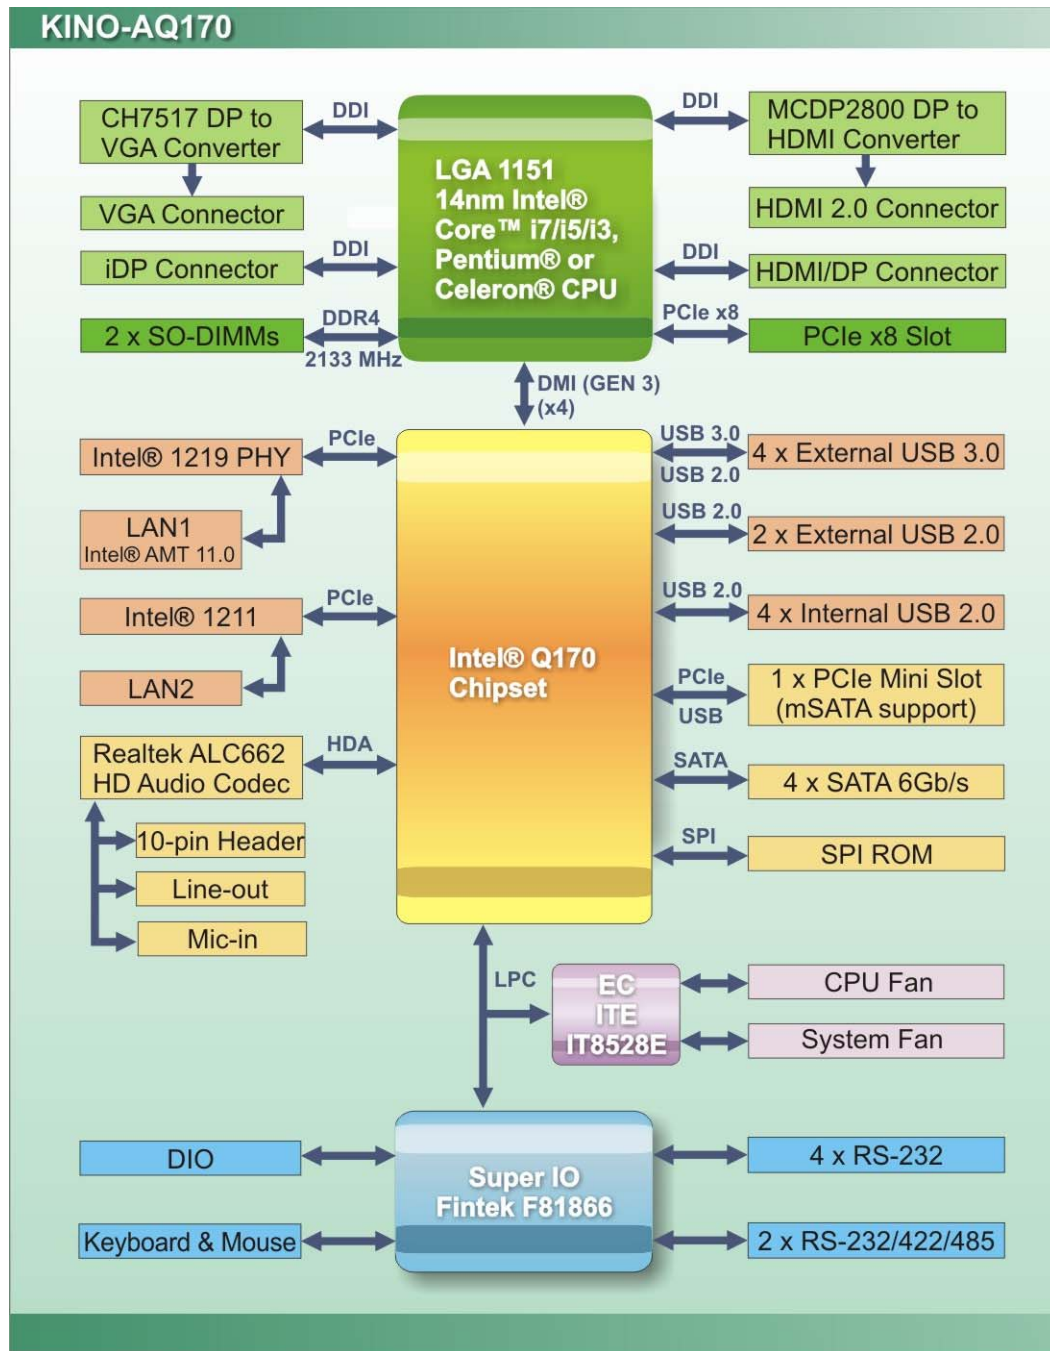 KINO-AQ170
CH7517 DP to
VGA Converter
DDI
VGA Connector
iDP Connector
DDI
2 x SO-DIMMs
DDR4
2133 MHz
LGA 1151
14nm Intel®
Core™ i7/i5/i3,
Pentium® or
Celeron® CPU
DDI
MCDP2800 DP to
HDMI Converter
HDMI 2.0 Connector
DDI
HDMI/DP Connector
PCIe x8
PCIe x8 Slot
DMI (GEN 3)
(x4)
Intel® 1219 PHY
PCIe
LAN1
Intel® AMT 11.0
Intel® 1211
PCIe
LAN2
Realtek ALC662
HD Audio Codec
HDA
10-pin Header
Line-out
Mic-in
Intel® Q170
Chipset
USB 3.0
USB 2.0
4 x External USB 3.0
USB 2.0
2 x External USB 2.0
USB 2.0
4 x Internal USB 2.0
PCIe
USB
1 x PCIe Mini Slot
(mSATA support)
SATA
4 x SATA 6Gb/s
SPI
SPI ROM
LPC
EC
ITE
IT8528E
CPU Fan
System Fan
DIO
Keyboard & Mouse
Super IO
Fintek F81866
4 x RS-232
2 x RS-232/422/485